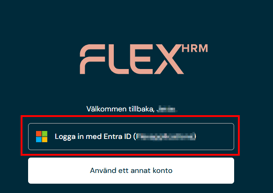 FLEX HRM
Välkommen tillbaka,
Logga in med Entra ID (
Använd ett annat konto